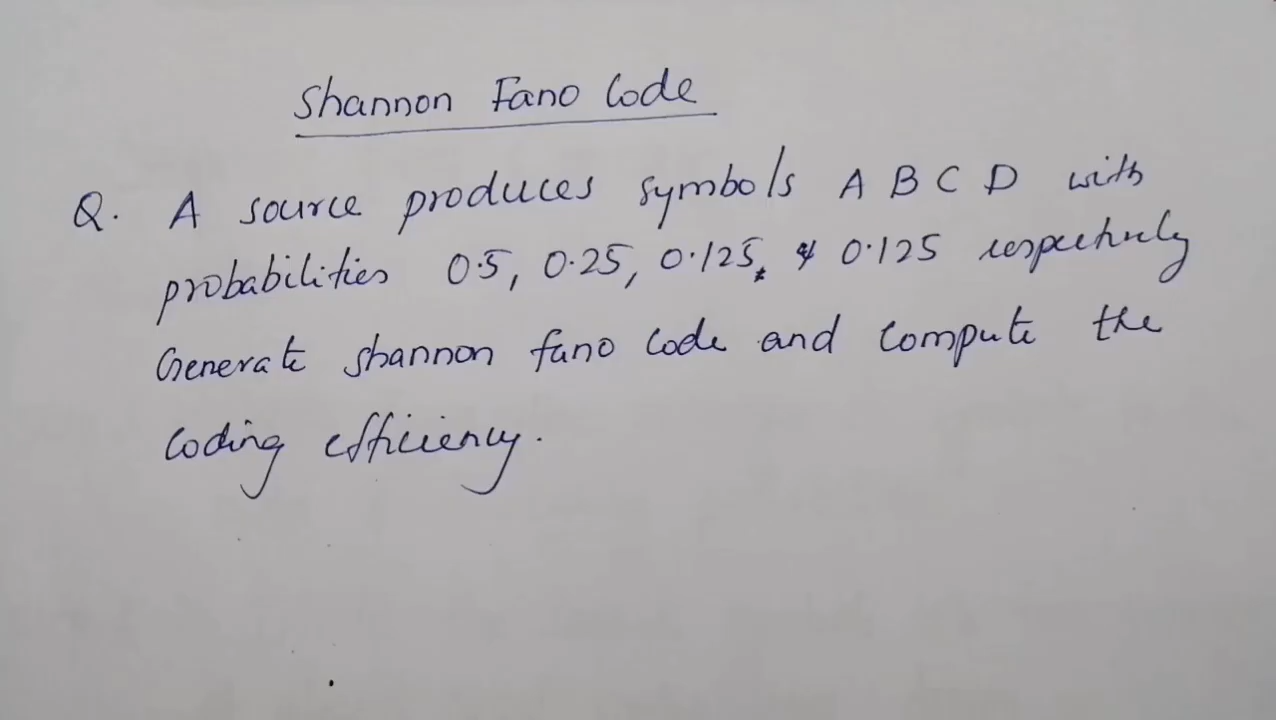 Shannon Fano Code
Q. A source produces symbols A B C D with
probabilities 0.5, 0.25, 0.125, & 0.125 respectively
Generate shannon fano code and compute the
coding efficiency.